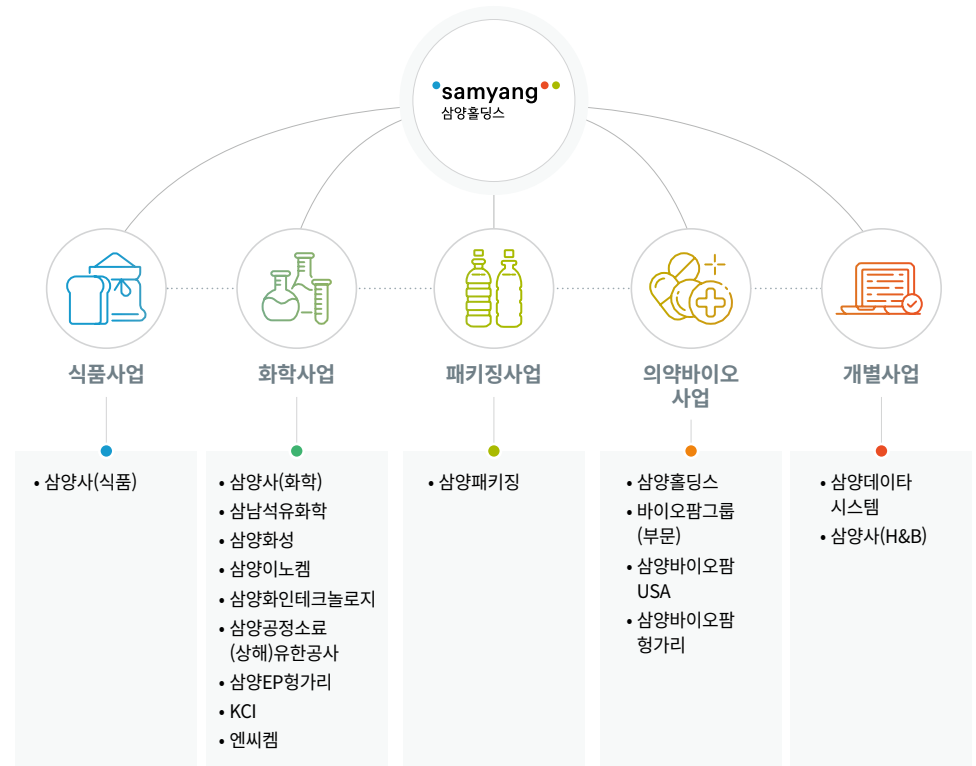 samyang
삼양홀딩스
식품사업
• 삼양사(식품)
화학사업
• 삼양사(화학)
• 삼남석유화학
• 삼양화성
• 삼양이노켐
• 삼양화인테크놀로지
• 삼양공정소료
(상해)유한공사
• 삼양EP헝가리
• KCI
• 엔씨켐
패키징사업
• 삼양패키징
의약바이오
사업
• 삼양홀딩스
• 바이오팜그룹
(부문)
• 삼양바이오팜
USA
• 삼양바이오팜
헝가리
개별사업
• 삼양데이타
시스템
• 삼양사(H&B)